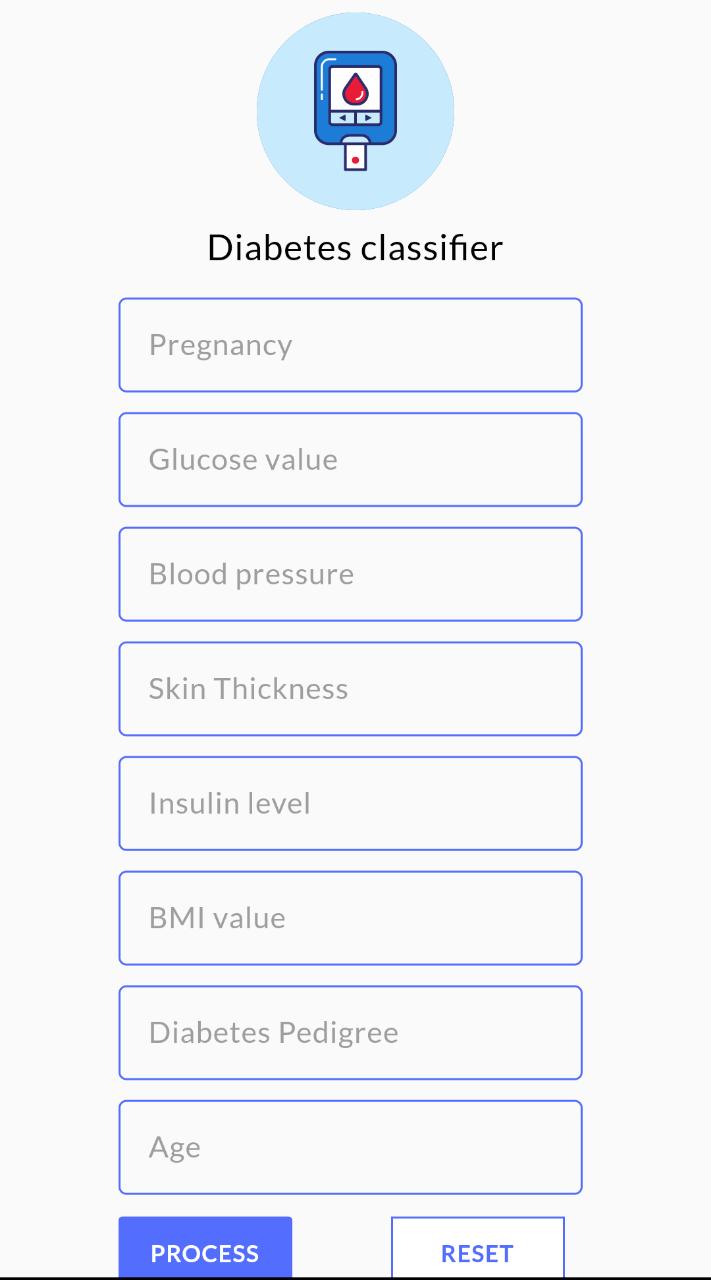 Diabetes classifier
Pregnancy
Glucose value
Blood pressure
Skin Thickness
Insulin level
BMI value
Diabetes Pedigree
Age
PROCESS RESET